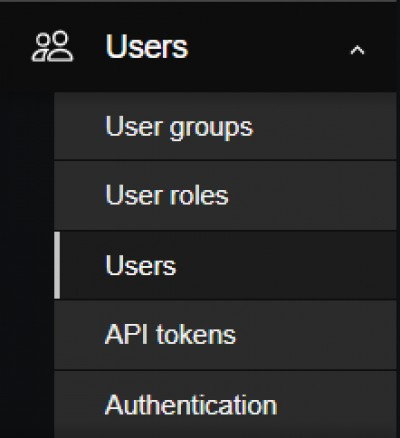 Users
User groups
User roles
Users
API tokens
Authentication